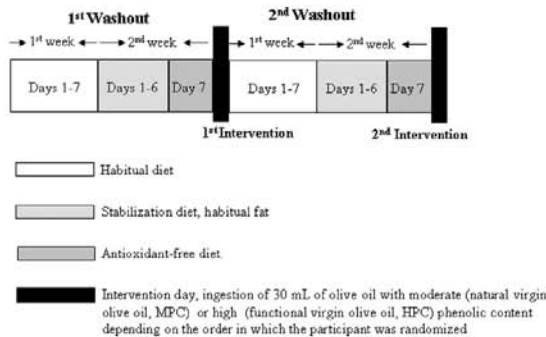 1st Washout 2nd Washout
1st week 2nd week 1st week 2nd week
Days 1-7 Days 1-6 Day 7 Days 1-7 Days 1-6 Day 7
1st Intervention 2nd Intervention
Habitual diet
Stabilization diet, habitual fat
Antioxidant-free diet.
Intervention day, ingestion of 30 mL of olive oil with moderate (natural virgin
olive oil, MPC) or high (functional virgin olive oil, HPC) phenolic content
depending on the order in which the participant was randomized